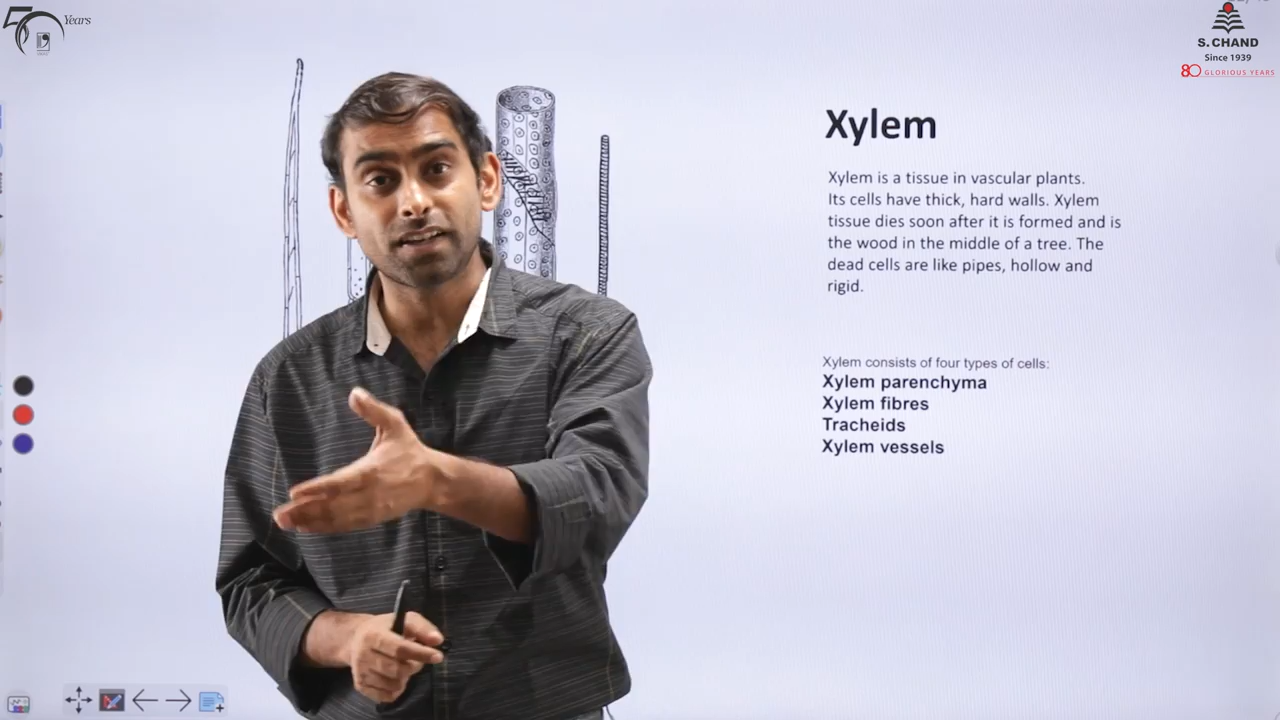 50 Years
S. CHAND
Since 1939
80 GLORIOUS YEARS
Xylem
Xylem is a tissue in vascular plants.
Its cells have thick, hard walls. Xylem
tissue dies soon after it is formed and is
the wood in the middle of a tree. The
dead cells are like pipes, hollow and
rigid.
Xylem consists of four types of cells:
Xylem parenchyma
Xylem fibres
Tracheids
Xylem vessels